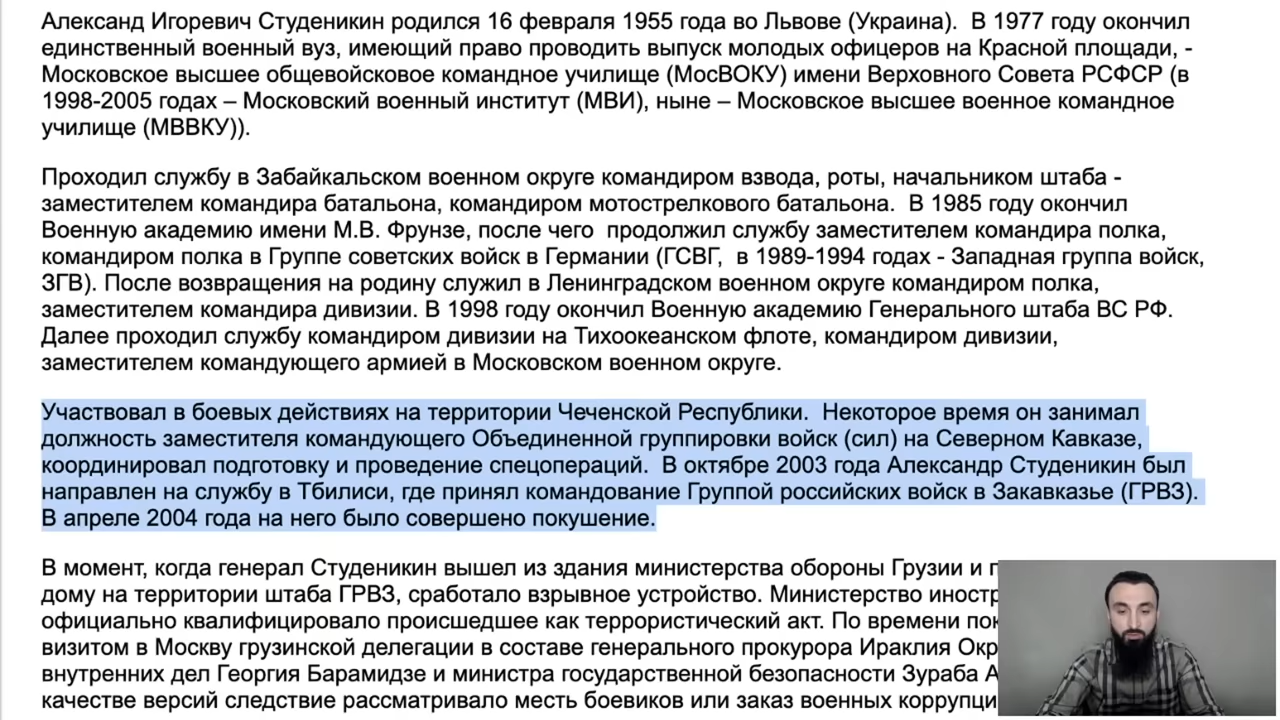 Александ Игоревич Студеникин родился 16 февраля 1955 года во Львове (Украина).  В 1977 году окончил
единственный военный вуз, имеющий право проводить выпуск молодых офицеров на Красной площади, -
Московское высшее общевойсковое командное училище (МосВОКУ) имени Верховного Совета РСФСР (в
1998-2005 годах – Московский военный институт (МВИ), ныне – Московское высшее военное командное
училище (МВВКУ)).
Проходил службу в Забайкальском военном округе командиром взвода, роты, начальником штаба -
заместителем командира батальона, командиром мотострелкового батальона.  В 1985 году окончил
Военную академию имени М.В. Фрунзе, после чего  продолжил службу заместителем командира полка,
командиром полка в Группе советских войск в Германии (ГСВГ,  в 1989-1994 годах - Западная группа войск,
ЗГВ). После возвращения на родину служил в Ленинградском военном округе командиром полка,
заместителем командира дивизии. В 1998 году окончил Военную академию Генерального штаба ВС РФ.
Далее проходил службу командиром дивизии на Тихоокеанском флоте, командиром дивизии,
заместителем командующего армией в Московском военном округе.
Участвовал в боевых действиях на территории Чеченской Республики.  Некоторое время он занимал
должность заместителя командующего Объединенной группировки войск (сил) на Северном Кавказе,
координировал подготовку и проведение спецопераций.  В октябре 2003 года Александр Студеникин был
направлен на службу в Тбилиси, где принял командование Группой российских войск в Закавказье (ГРВЗ).
В апреле 2004 года на него было совершено покушение.
В момент, когда генерал Студеникин вышел из здания министерства обороны Грузии и
дому на территории штаба ГРВЗ, сработало взрывное устройство. Министерство
официально квалифицировало происшедшее как террористический акт. По времени
визитом в Москву грузинской делегации в составе генерального прокурора Ираклия
внутренних дел Георгия Барамидзе и министра государственной безопасности Зураба
качестве версий следствие рассматривало месть боевиков или заказ военных